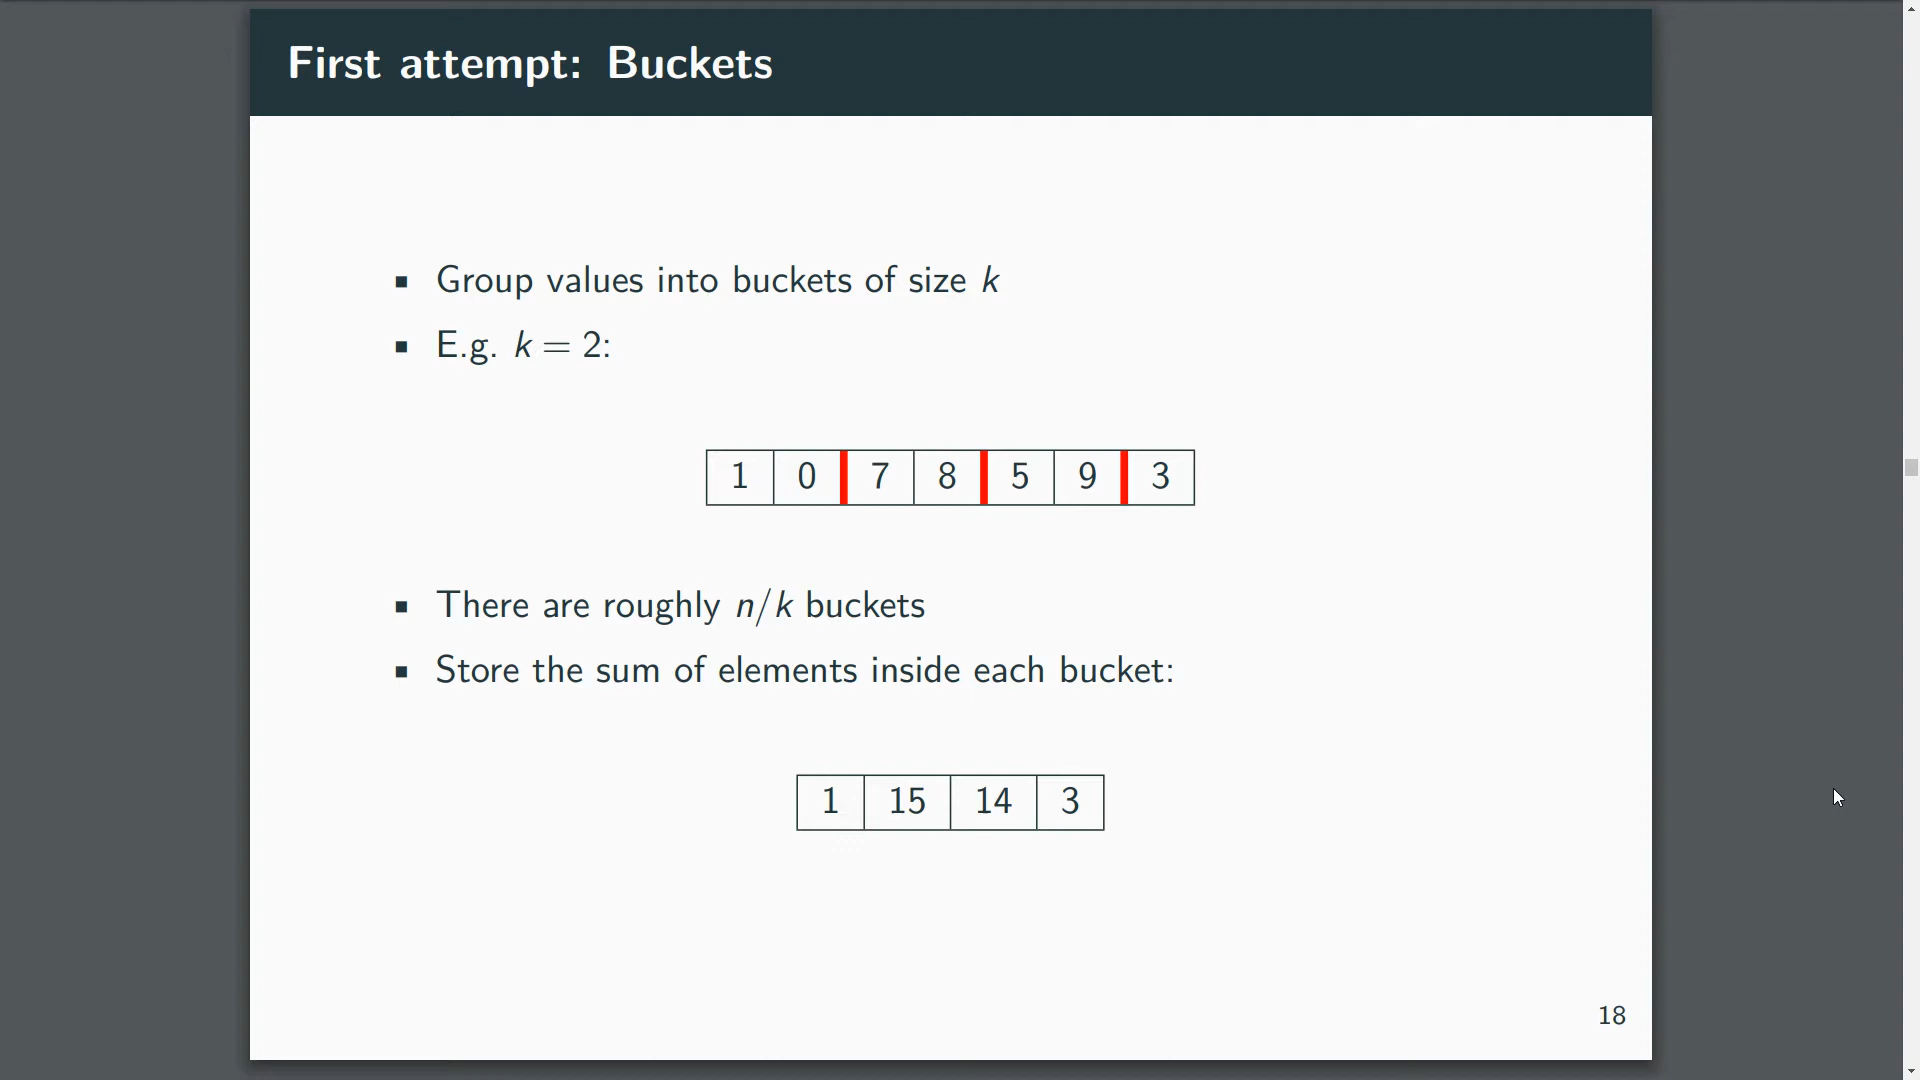 First attempt: Buckets
Group values into buckets of size k
E.g. k = 2:
1 0 7 8 5 9 3
There are roughly n/k buckets
Store the sum of elements inside each bucket:
1 15 14 3
18